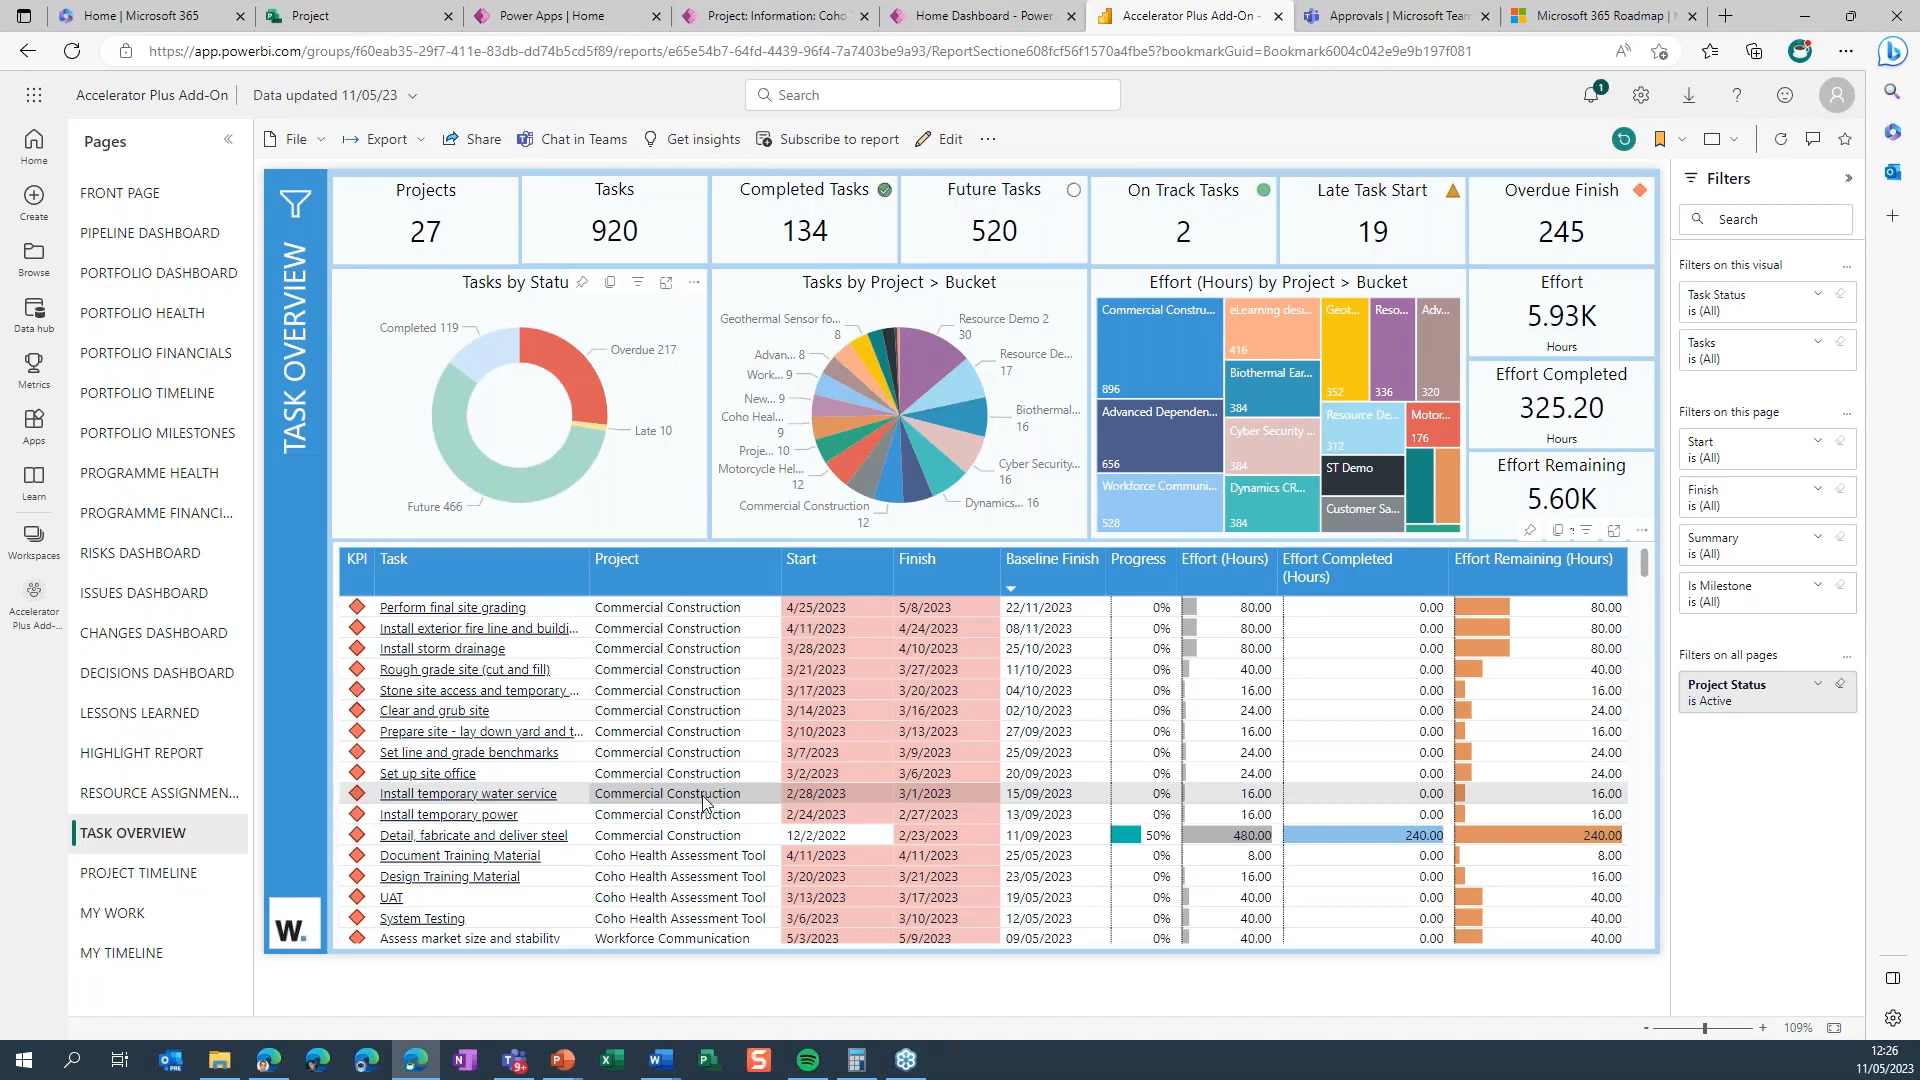 Home | Microsoft 365
Project
Power Apps | Home
Project: Information: Coho
Home Dashboard - Power
Accelerator Plus Add-On -
Approvals | Microsoft Team
Microsoft 365 Roadmap |
https://app.powerbi.com/groups/f60eab35-29f7-411e-83db-dd74b5cd5f89/reports/e65e54b7-64fd-4439-96f4-7a7403be9a93/ReportSectione608fcf56f1570a4fbe5?bookmarkGuid=Bookmark6004c042e9e9b197f081
Accelerator Plus Add-On
Data updated 11/05/23
Search
1
Home
Create
Browse
Data hub
Metrics
Apps
Learn
Workspaces
Accelerator
Plus Add-...
Pages
FRONT PAGE
PIPELINE DASHBOARD
PORTFOLIO DASHBOARD
PORTFOLIO HEALTH
PORTFOLIO FINANCIALS
PORTFOLIO TIMELINE
PORTFOLIO MILESTONES
PROGRAMME HEALTH
PROGRAMME FINANCI...
RISKS DASHBOARD
ISSUES DASHBOARD
CHANGES DASHBOARD
DECISIONS DASHBOARD
LESSONS LEARNED
HIGHLIGHT REPORT
RESOURCE ASSIGNMEN...
TASK OVERVIEW
PROJECT TIMELINE
MY WORK
MY TIMELINE
File
Export
Share
Chat in Teams
Get insights
Subscribe to report
Edit
TASK OVERVIEW
W.
Projects
27
Tasks
920
Completed Tasks
134
Future Tasks
520
On Track Tasks
2
Late Task Start
19
Overdue Finish
245
Tasks by Statu
Completed 119
Overdue 217
Late 10
Future 466
Tasks by Project > Bucket
Geothermal Sensor fo...
8
Advan... 8
Work... 9
New... 9
Coho Heal...
9
Proje... 10
Motorcycle Hel...
12
Commercial Construction
12
Resource Demo 2
30
Resource De...
17
Biothermal...
16
Cyber Security...
16
Dynamics... 16
Effort (Hours) by Project > Bucket
Commercial Constru...
896
Advanced Dependen...
656
Workforce Communi...
528
eLearning desi...
416
Biothermal Ear...
384
Cyber Security ...
384
Dynamics CR...
384
Geot...
352
Reso...
336
Adv...
320
Resource De...
312
Motor...
176
ST Demo
Customer Sa...
Effort
5.93K
Hours
Effort Completed
325.20
Hours
Effort Remaining
5.60K
KPI Task Project Start Finish Baseline Finish Progress Effort (Hours) Effort Completed (Hours) Effort Remaining (Hours)
Perform final site grading Commercial Construction 4/25/2023 5/8/2023 22/11/2023 0% 80.00 0.00 80.00
Install exterior fire line and buildi... Commercial Construction 4/11/2023 4/24/2023 08/11/2023 0% 80.00 0.00 80.00
Install storm drainage Commercial Construction 3/28/2023 4/10/2023 25/10/2023 0% 80.00 0.00 80.00
Rough grade site (cut and fill) Commercial Construction 3/21/2023 3/27/2023 11/10/2023 0% 40.00 0.00 40.00
Stone site access and temporary ... Commercial Construction 3/17/2023 3/20/2023 04/10/2023 0% 16.00 0.00 16.00
Clear and grub site Commercial Construction 3/14/2023 3/16/2023 02/10/2023 0% 24.00 0.00 24.00
Prepare site - lay down yard and t... Commercial Construction 3/10/2023 3/13/2023 27/09/2023 0% 16.00 0.00 16.00
Set line and grade benchmarks Commercial Construction 3/7/2023 3/9/2023 25/09/2023 0% 24.00 0.00 24.00
Set up site office Commercial Construction 3/2/2023 3/6/2023 20/09/2023 0% 24.00 0.00 24.00
Install temporary water service Commercial Construction 2/28/2023 3/1/2023 15/09/2023 0% 16.00 0.00 16.00
Install temporary power Commercial Construction 2/24/2023 2/27/2023 13/09/2023 0% 16.00 0.00 16.00
Detail, fabricate and deliver steel Commercial Construction 12/2/2022 2/23/2023 11/09/2023 50% 480.00 240.00 240.00
Document Training Material Coho Health Assessment Tool 4/11/2023 4/11/2023 25/05/2023 0% 8.00 0.00 8.00
Design Training Material Coho Health Assessment Tool 3/20/2023 3/21/2023 23/05/2023 0% 16.00 0.00 16.00
UAT Coho Health Assessment Tool 3/13/2023 3/17/2023 19/05/2023 0% 40.00 0.00 40.00
System Testing Coho Health Assessment Tool 3/6/2023 3/10/2023 12/05/2023 0% 40.00 0.00 40.00
Assess market size and stability Workforce Communication 5/3/2023 5/9/2023 09/05/2023 0% 40.00 0.00 40.00
Filters
Search
Filters on this visual
Task Status
is (All)
Tasks
is (All)
Filters on this page
Start
is (All)
Finish
is (All)
Summary
is (All)
Is Milestone
is (All)
Filters on all pages
Project Status
is Active
109%
12:26
11/05/2023